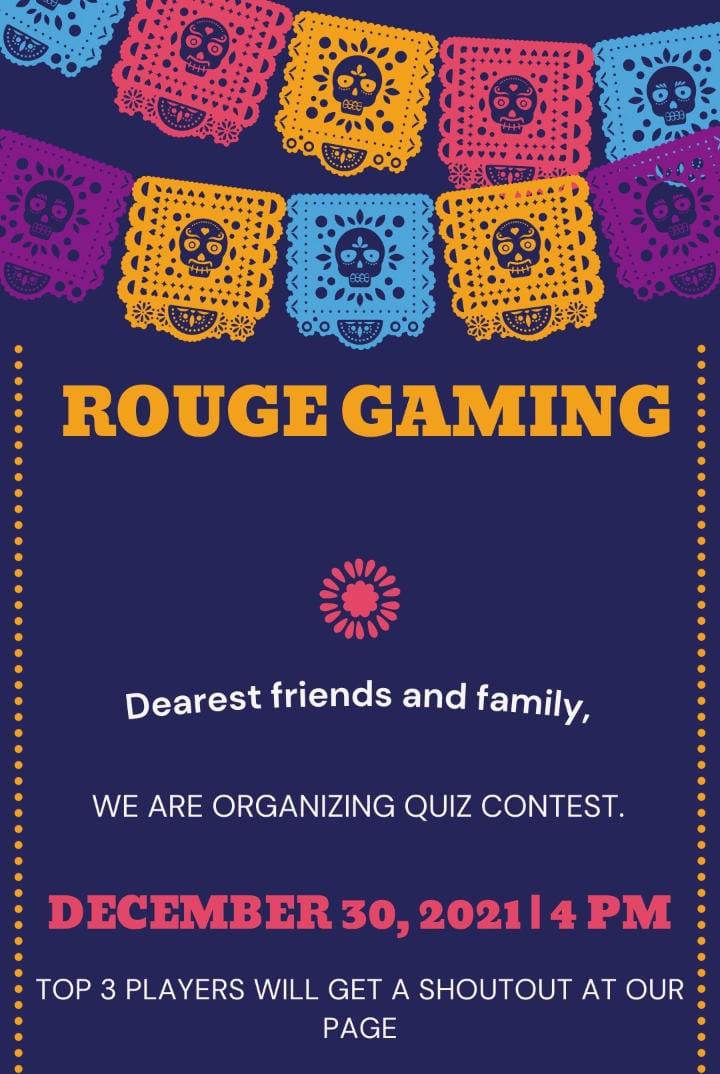 ROUGE GAMING
Dearest friends and family,
WE ARE ORGANIZING QUIZ CONTEST.
DECEMBER 30, 2021 | 4 PM
TOP 3 PLAYERS WILL GET A SHOUTOUT AT OUR
PAGE